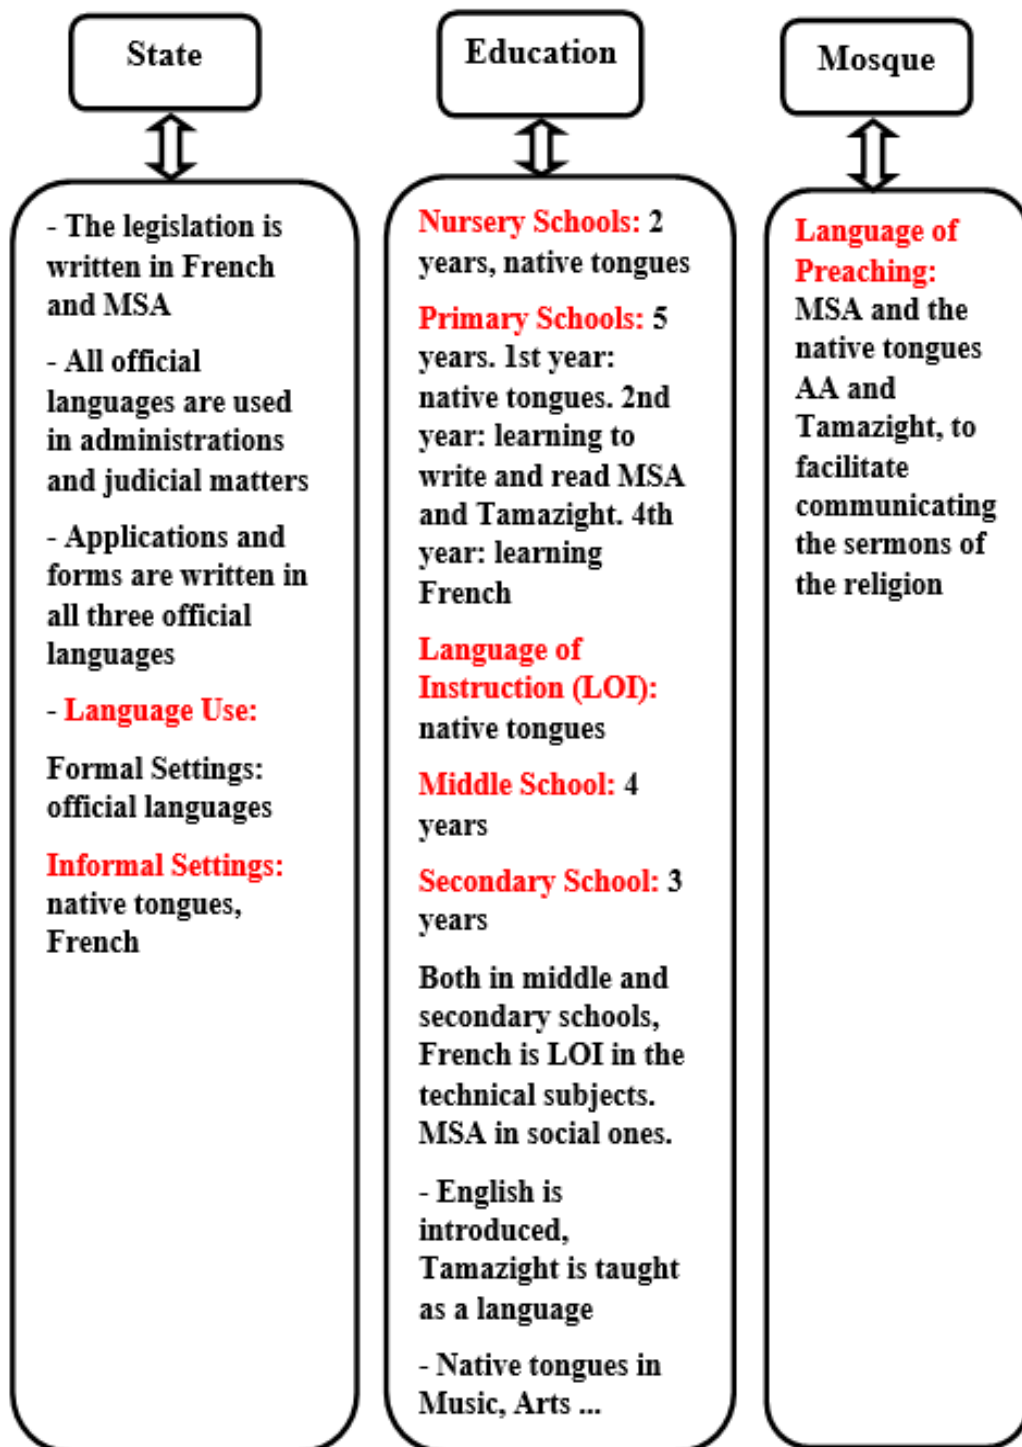 State
- The legislation is
written in French
and MSA
- All official
languages are used
in administrations
and judicial matters
- Applications and
forms are written in
all three official
languages
- Language Use:
Formal Settings:
official languages
Informal Settings:
native tongues,
French
Education
Nursery Schools: 2
years, native tongues
Primary Schools: 5
years. 1st year:
native tongues. 2nd
year: learning to
write and read MSA
and Tamazight. 4th
year: learning
French
Language of
Instruction (LOI):
native tongues
Middle School: 4
years
Secondary School: 3
years
Both in middle and
secondary schools,
French is LOI in the
technical subjects.
MSA in social ones.
- English is
introduced,
Tamazight is taught
as a language
- Native tongues in
Music, Arts ...
Mosque
Language of
Preaching:
MSA and the
native tongues
AA and
Tamazight, to
facilitate
communicating
the sermons of
the religion